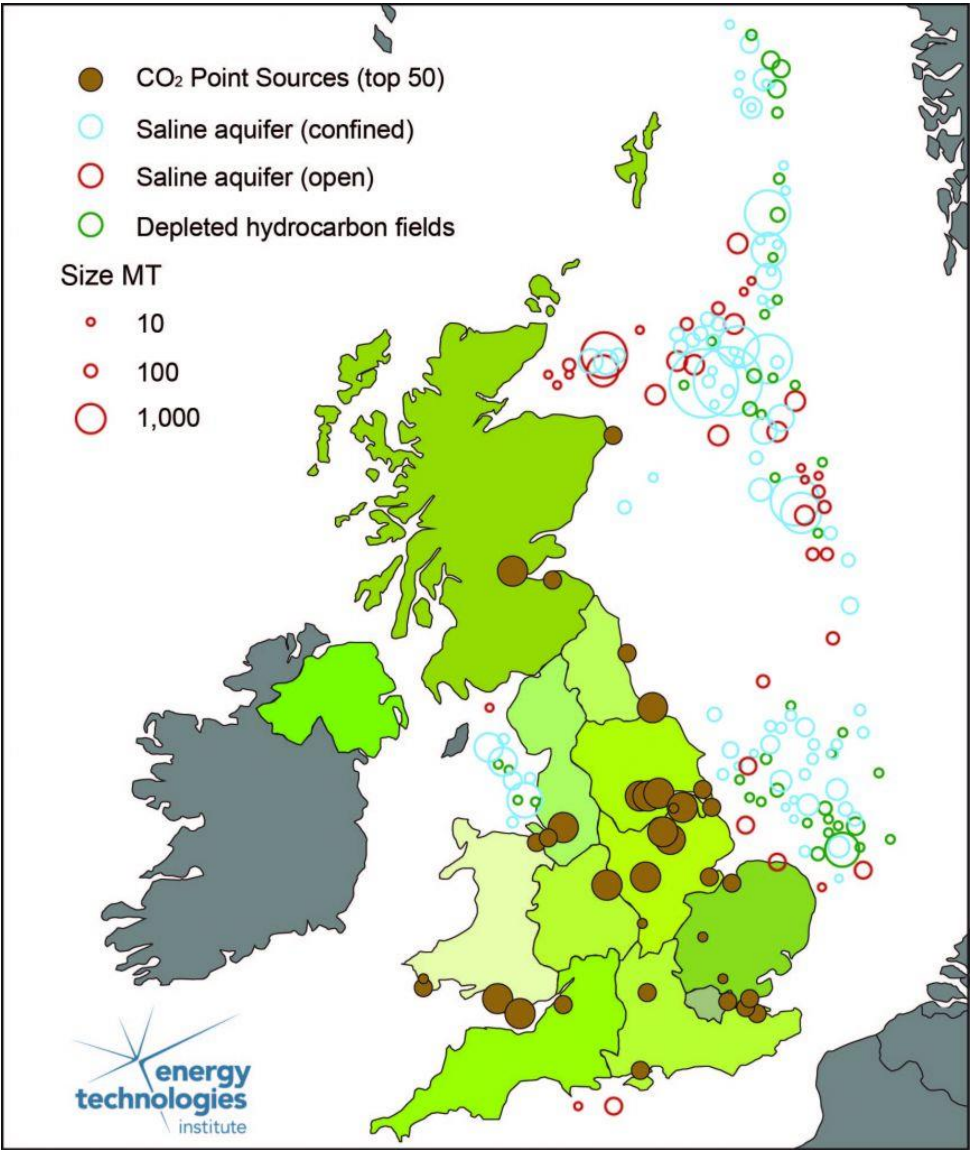 CO₂ Point Sources (top 50)
Saline aquifer (confined)
Saline aquifer (open)
Depleted hydrocarbon fields
Size MT
10
100
1,000
energy
technologies
institute